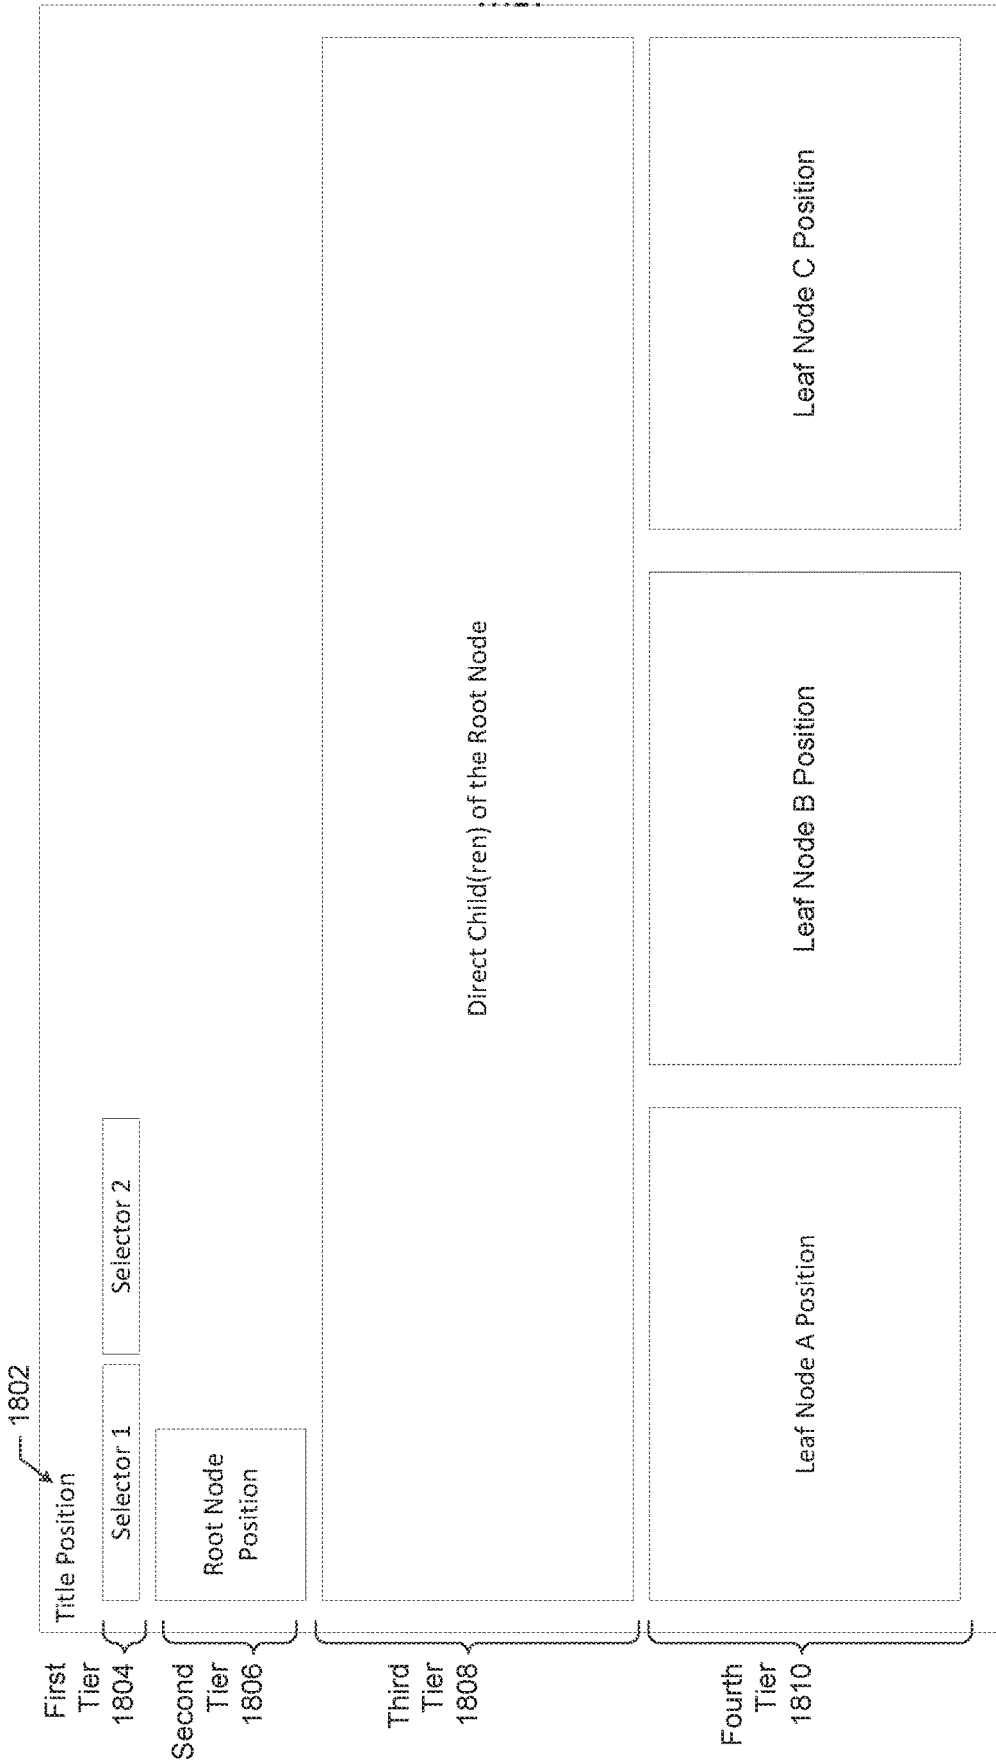 1802
Title Position
First
Tier
1804
Selector 1
Selector 2
Second
Tier
1806
Root Node
Position
Third
Tier
1808
Direct Child(ren) of the Root Node
Fourth
Tier
1810
Leaf Node A Position
Leaf Node B Position
Leaf Node C Position